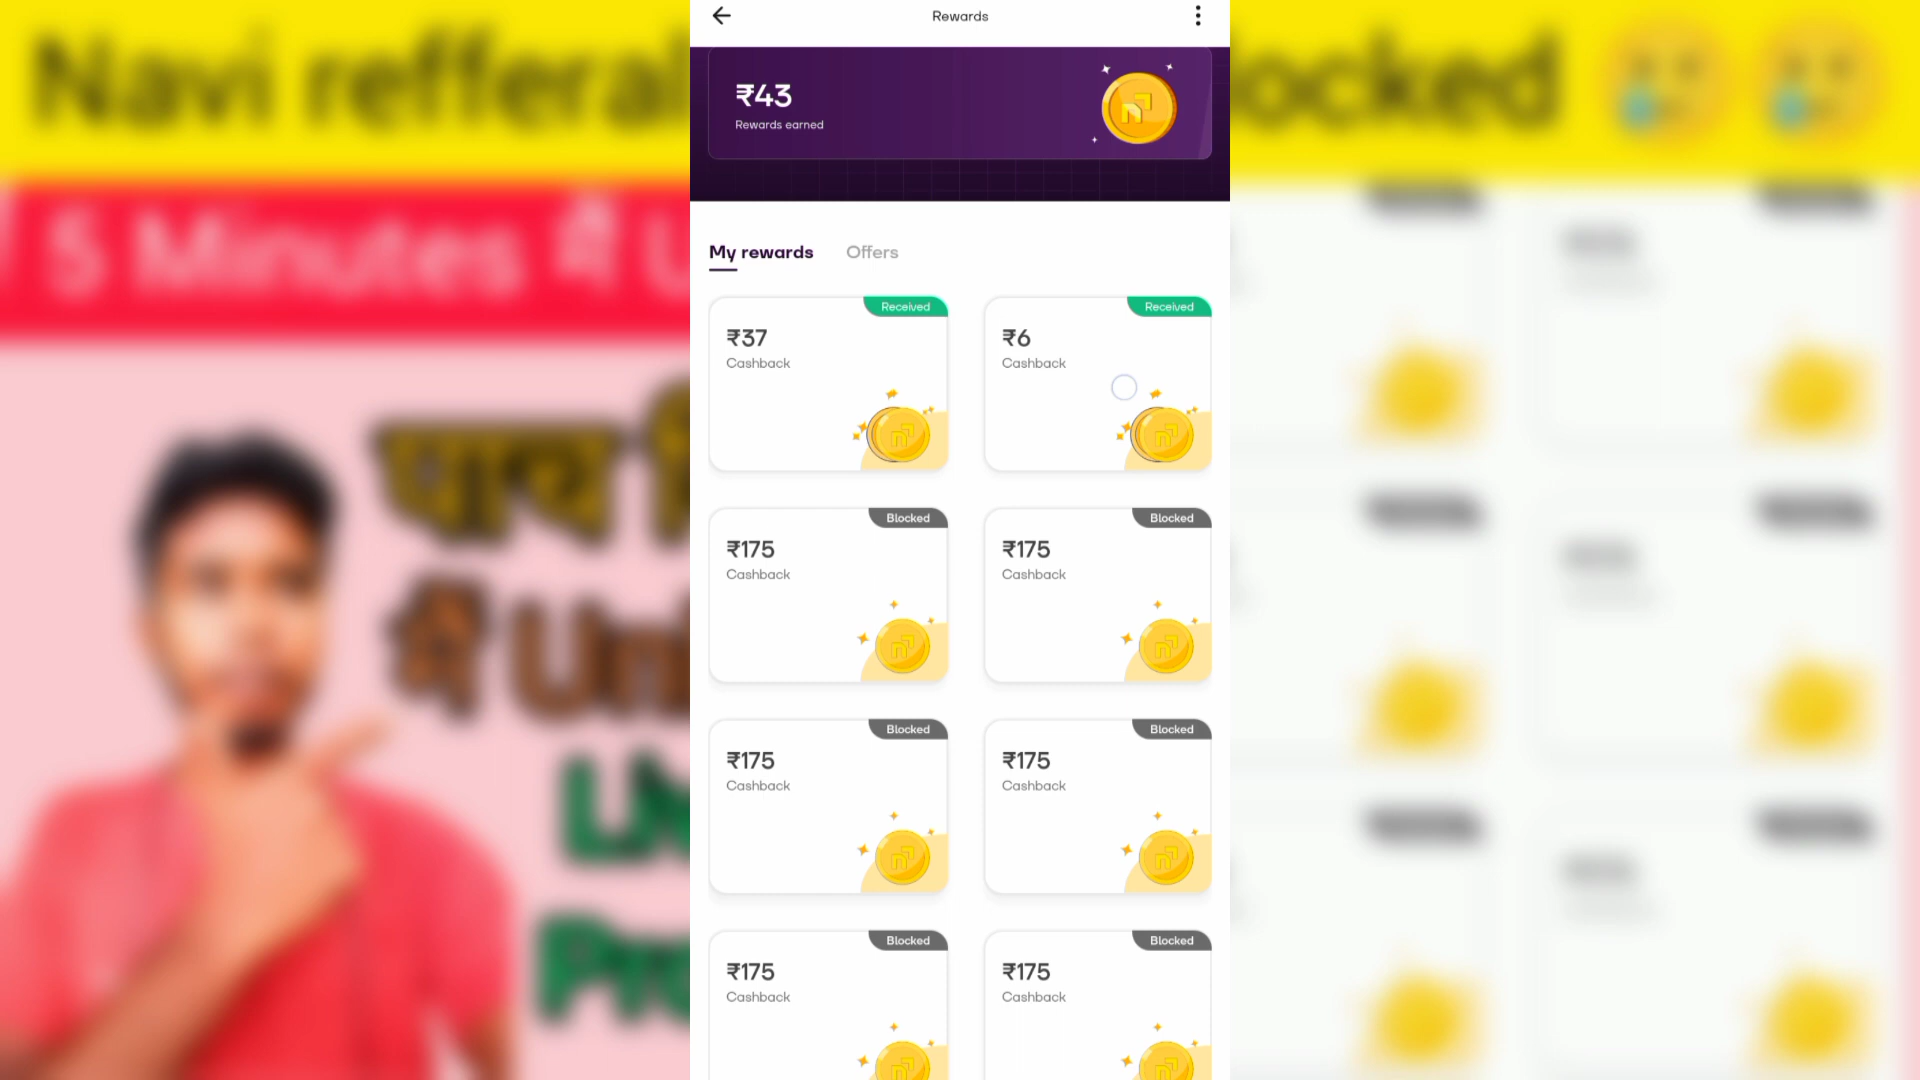 Rewards
₹43
Rewards earned
My rewards Offers
Received Received
₹37 ₹6
Cashback Cashback
Blocked Blocked
₹175 ₹175
Cashback Cashback
Blocked Blocked
₹175 ₹175
Cashback Cashback
Blocked Blocked
₹175 ₹175
Cashback Cashback
Navi refferal
locked
5 Minutes में U